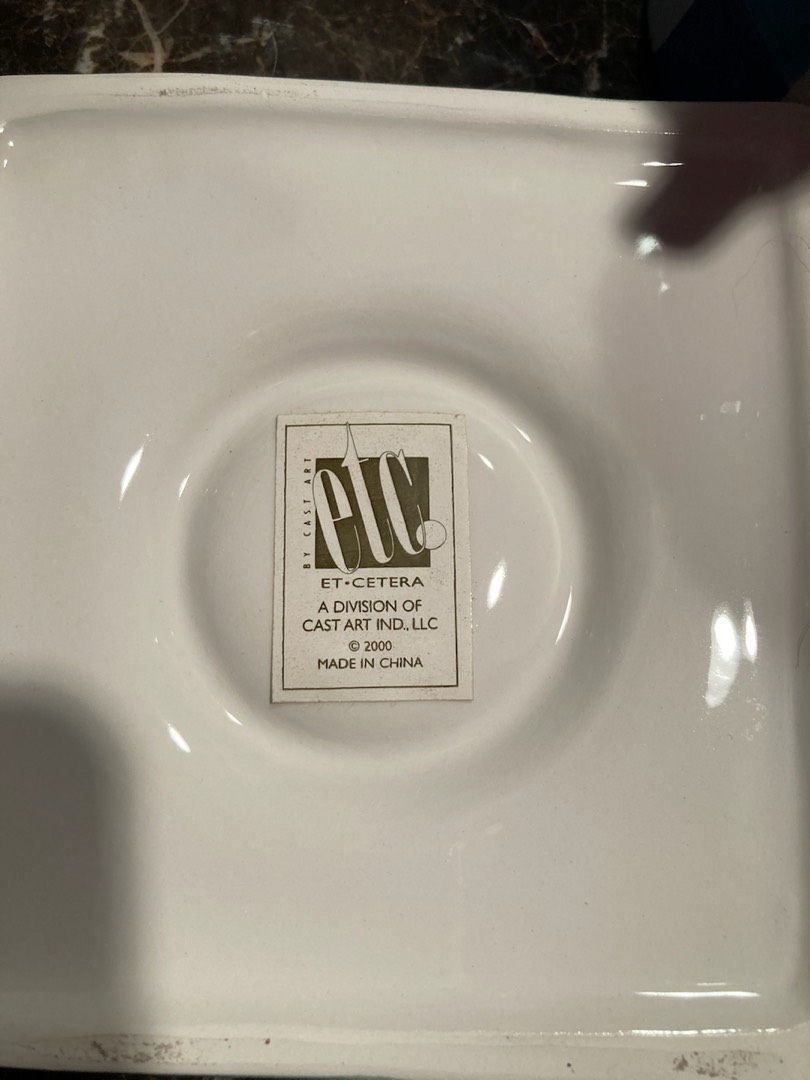 BY CAST ART
etc.
ET•CETERA
A DIVISION OF
CAST ART IND., LLC
© 2000
MADE IN CHINA